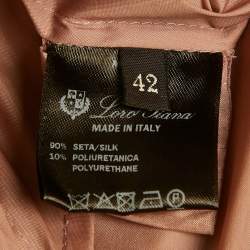 42
Loro Piana
MADE IN ITALY
90% SETA/SILK
10% POLIURETANICA
POLYURETHANE